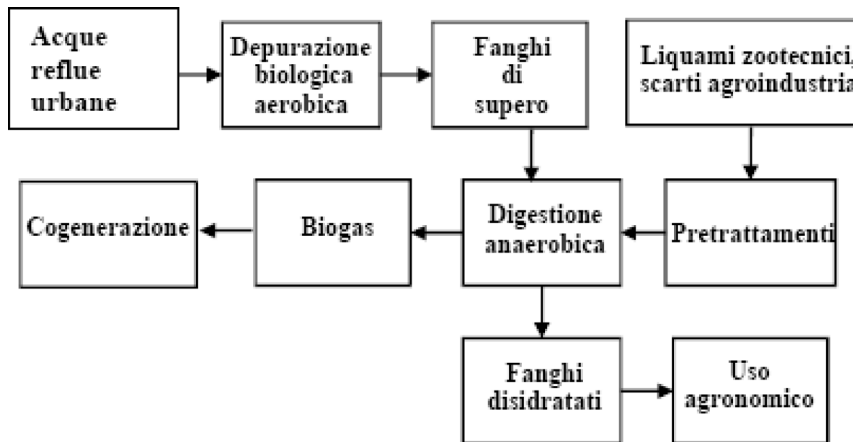 Acque
reflue
urbane
Depurazione
biologica
aerobica
Fanghi
di
supero
Liquami zootecnici,
scarti agroindustria
Cogenerazione
Biogas
Digestione
anaerobica
Pretrattamenti
Fanghi
disidratati
Uso
agronomico